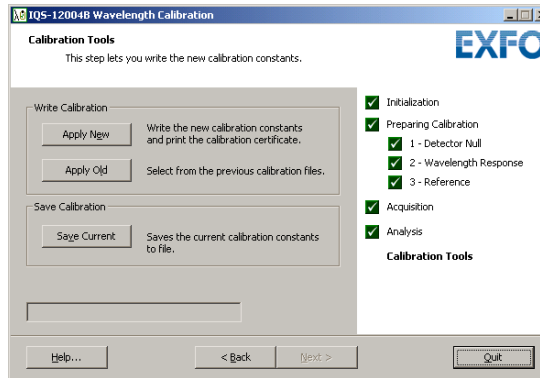 IQS-12004B Wavelength Calibration
Calibration Tools
This step lets you write the new calibration constants.
EXFO
Write Calibration
Apply New
Write the new calibration constants
and print the calibration certificate.
Apply Old
Select from the previous calibration files.
Save Calibration
Save Current
Saves the current calibration constants
to file.
Initialization
Preparing Calibration
1 - Detector Null
2 - Wavelength Response
3 - Reference
Acquisition
Analysis
Calibration Tools
Help...
< Back
Next >
Quit